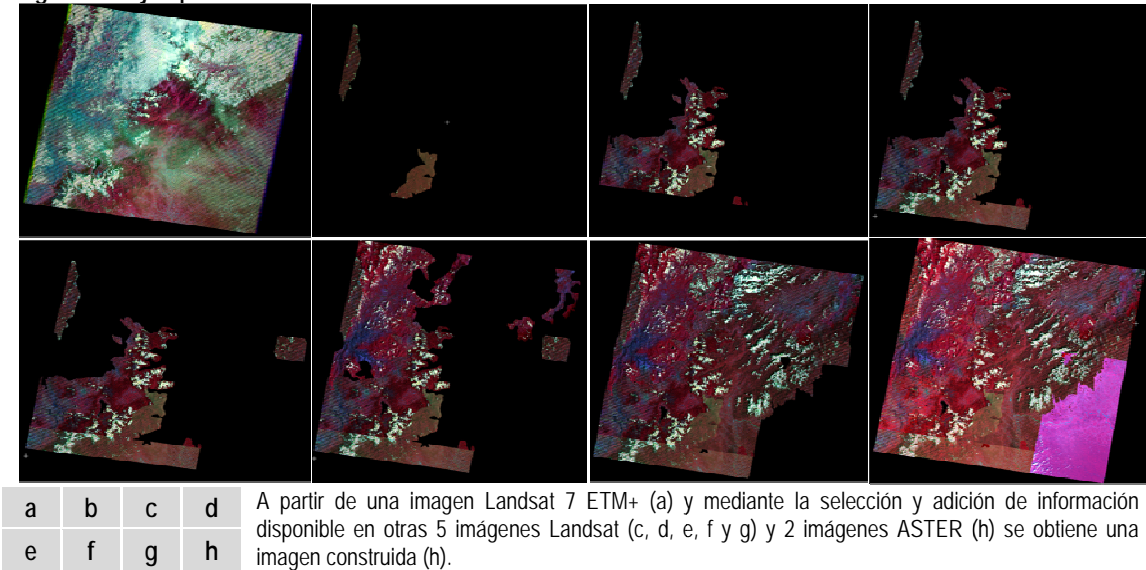 a b c d
e f g h
A partir de una imagen Landsat 7 ETM+ (a) y mediante la selección y adición de información
disponible en otras 5 imágenes Landsat (c, d, e, f y g) y 2 imágenes ASTER (h) se obtiene una
imagen construida (h).